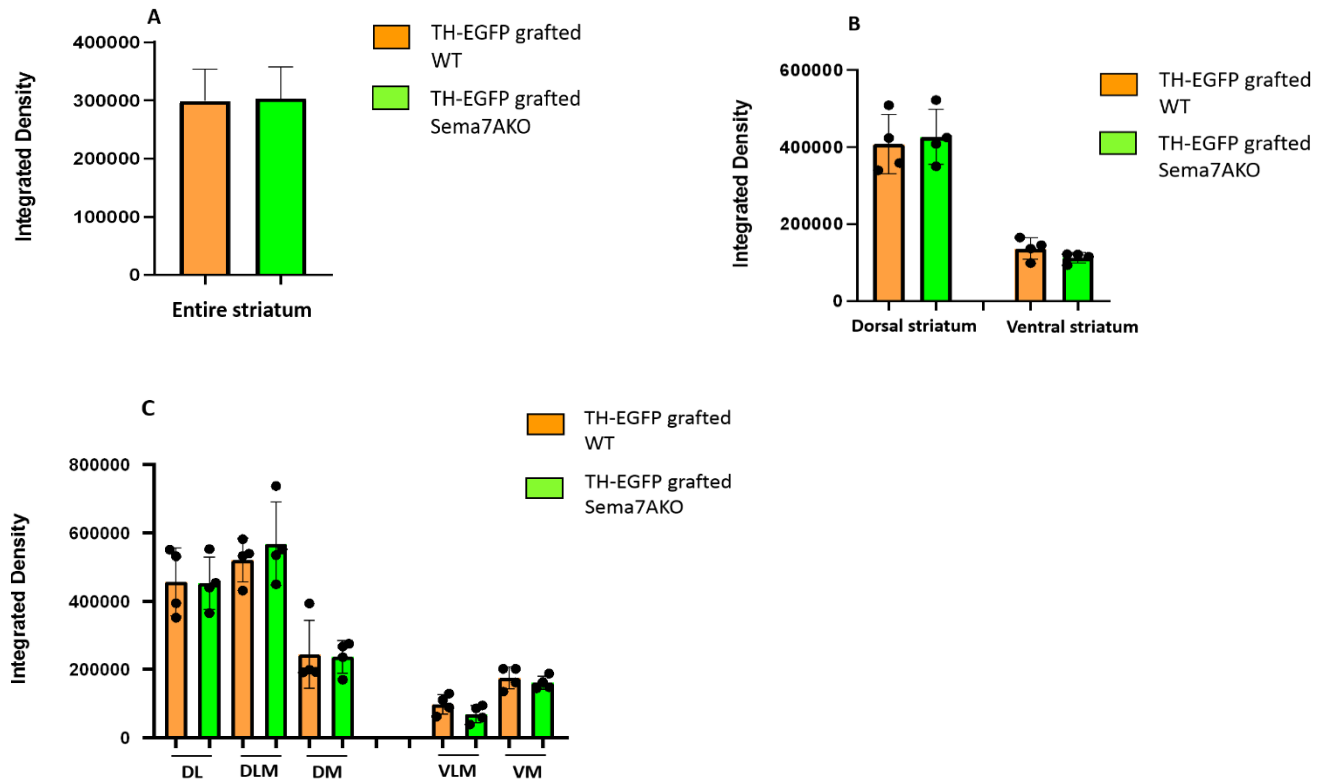 A
TH-EGFP grafted
WT
TH-EGFP grafted
Sema7AKO
Integrated Density
400000
300000
200000
100000
0
Entire striatum
B
TH-EGFP grafted
WT
TH-EGFP grafted
Sema7AKO
Integrated Density
600000
400000
200000
0
Dorsal striatum Ventral striatum
C
TH-EGFP grafted
WT
TH-EGFP grafted
Sema7AKO
Integrated Density
800000
600000
400000
200000
0
DL DLM DM VLM VM